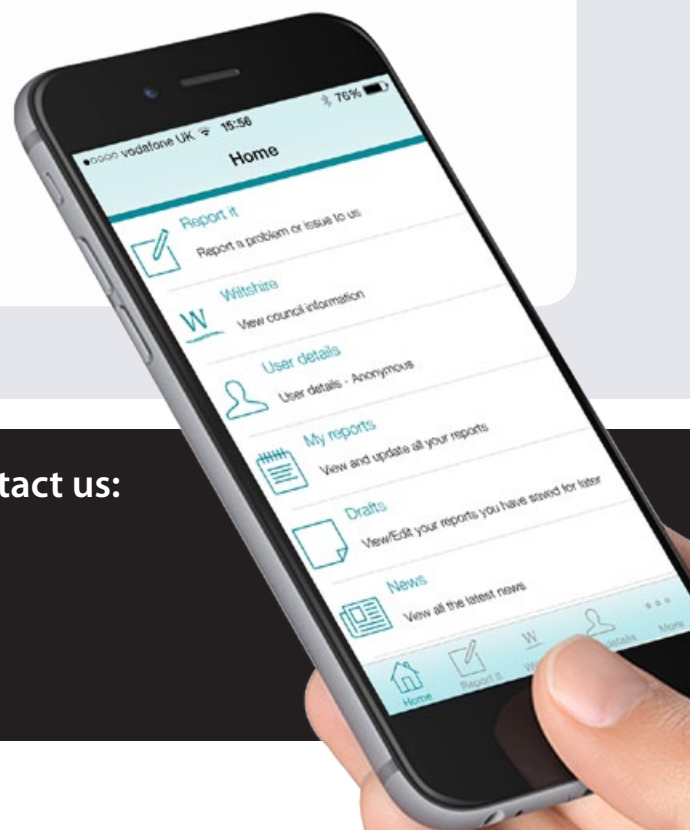 vodafone UK 15:56 76%
Home
Report it
Report a problem or issue to us
W
Wiltshire
View council information
User details
User details - Anonymous
My reports
View and update all your reports
Drafts
View/Edit your reports you have saved for later
News
View all the latest news
tact us:
Home Report it W details More